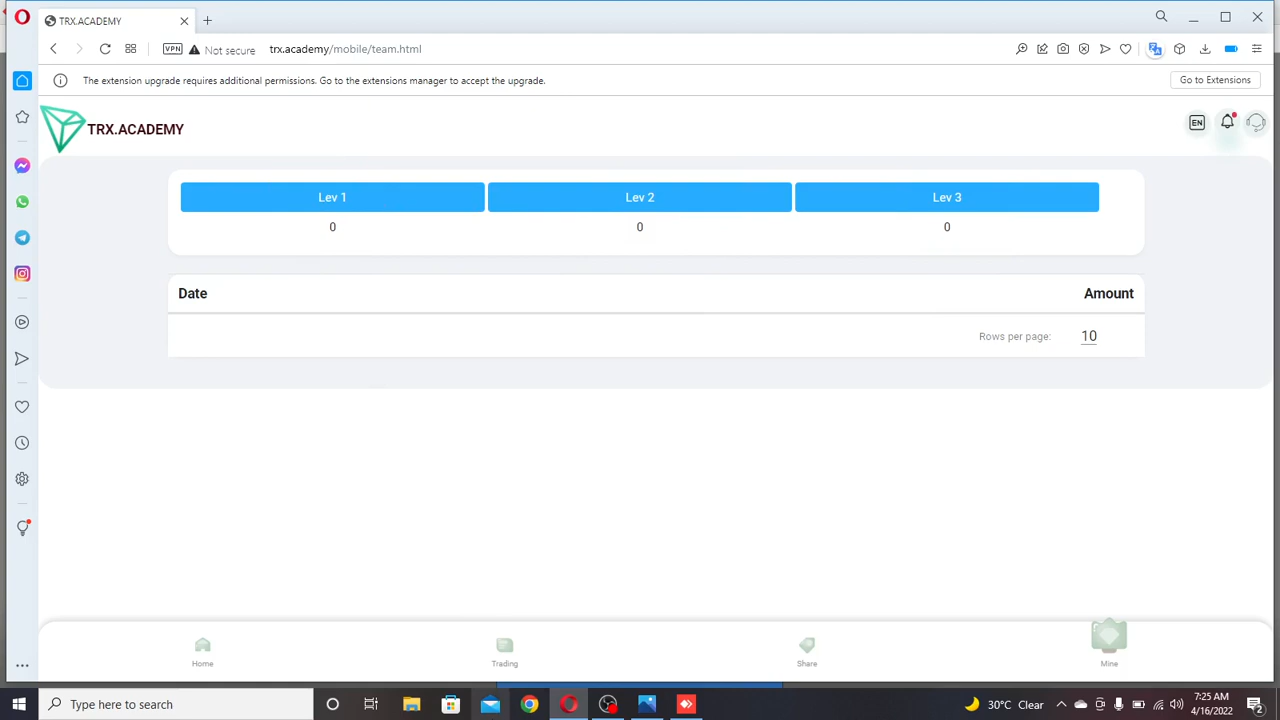 TRX.ACADEMY
VPN Not secure trx.academy/mobile/team.html
The extension upgrade requires additional permissions. Go to the extensions manager to accept the upgrade. Go to Extensions
TRX.ACADEMY EN
Lev 1 Lev 2 Lev 3
0 0 0
Date Amount
Rows per page: 10
Home Trading Share Mine
Type here to search 30°C Clear 7:25 AM
4/16/2022 2